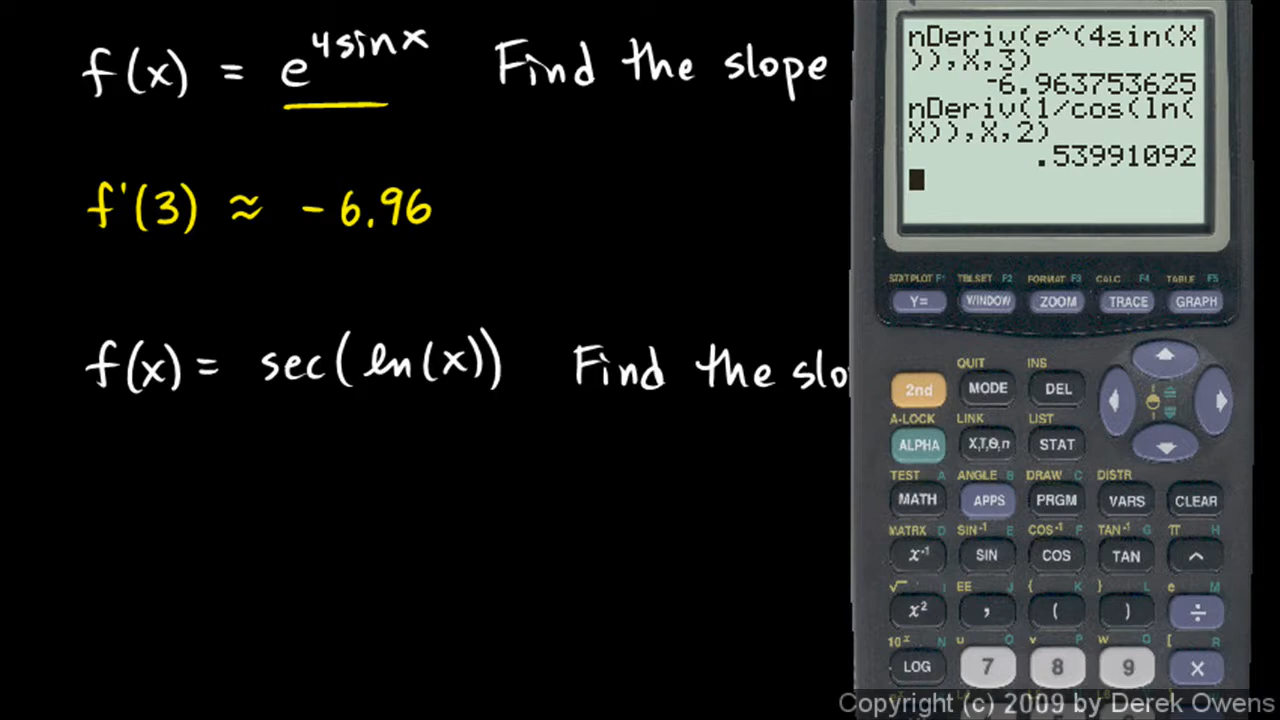 f(x) = e^{4sinx} Find the slope
f'(3) ≈ -6.96
f(x) = sec(ln(x)) Find the slo
nDeriv(e^(4sin(X
)),X,3)
-6.963753625
nDeriv(1/cos(ln(
X)),X,2)
.53991092
STAT PLOT F1 TBLSET F2 FORMAT F3 CALC F4 TABLE F5
Y= WINDOW ZOOM TRACE GRAPH
QUIT INS
2nd MODE DEL
A-LOCK LINK LIST
ALPHA X,T,Θ,n STAT
TEST A ANGLE B DRAW C DISTR
MATH APPS PRGM VARS CLEAR
MATRX D SIN⁻¹ E COS⁻¹ F TAN⁻¹ G π H
x⁻¹ SIN COS TAN ^
√ I EE J { K } L e M
x² , ( ) ÷
10ˣ N u O v P w Q [ R
LOG 7 8 9 ×
Copyright (c) 2009 by Derek Owens